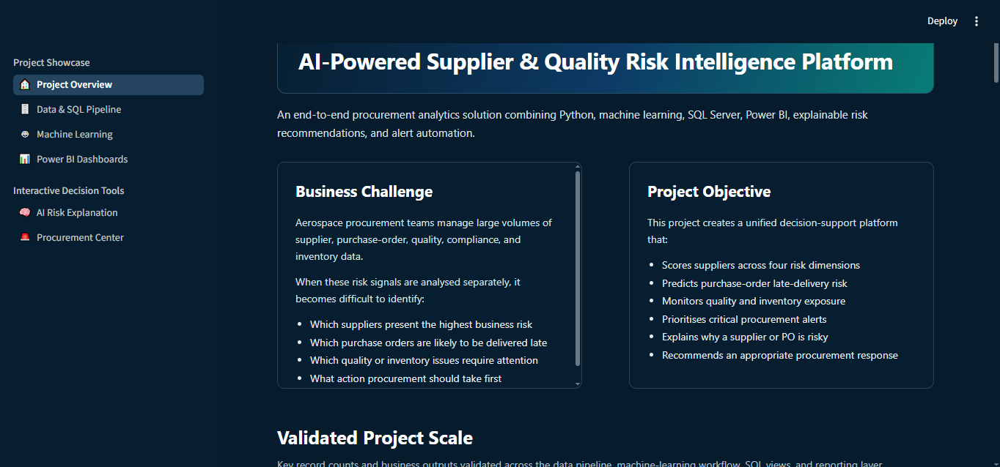 Deploy
Project Showcase
Project Overview
Data & SQL Pipeline
Machine Learning
Power BI Dashboards
Interactive Decision Tools
AI Risk Explanation
Procurement Center
AI-Powered Supplier & Quality Risk Intelligence Platform
An end-to-end procurement analytics solution combining Python, machine learning, SQL Server, Power BI, explainable risk
recommendations, and alert automation.
Business Challenge
Aerospace procurement teams manage large volumes of
supplier, purchase-order, quality, compliance, and
inventory data.
When these risk signals are analysed separately, it
becomes difficult to identify:
• Which suppliers present the highest business risk
• Which purchase orders are likely to be delivered late
• Which quality or inventory issues require attention
• What action procurement should take first
Project Objective
This project creates a unified decision-support platform
that:
• Scores suppliers across four risk dimensions
• Predicts purchase-order late-delivery risk
• Monitors quality and inventory exposure
• Prioritises critical procurement alerts
• Explains why a supplier or PO is risky
• Recommends an appropriate procurement response
Validated Project Scale
Key record counts and business outputs validated across the data pipeline, machine-learning workflow, SQL views, and reporting layer.